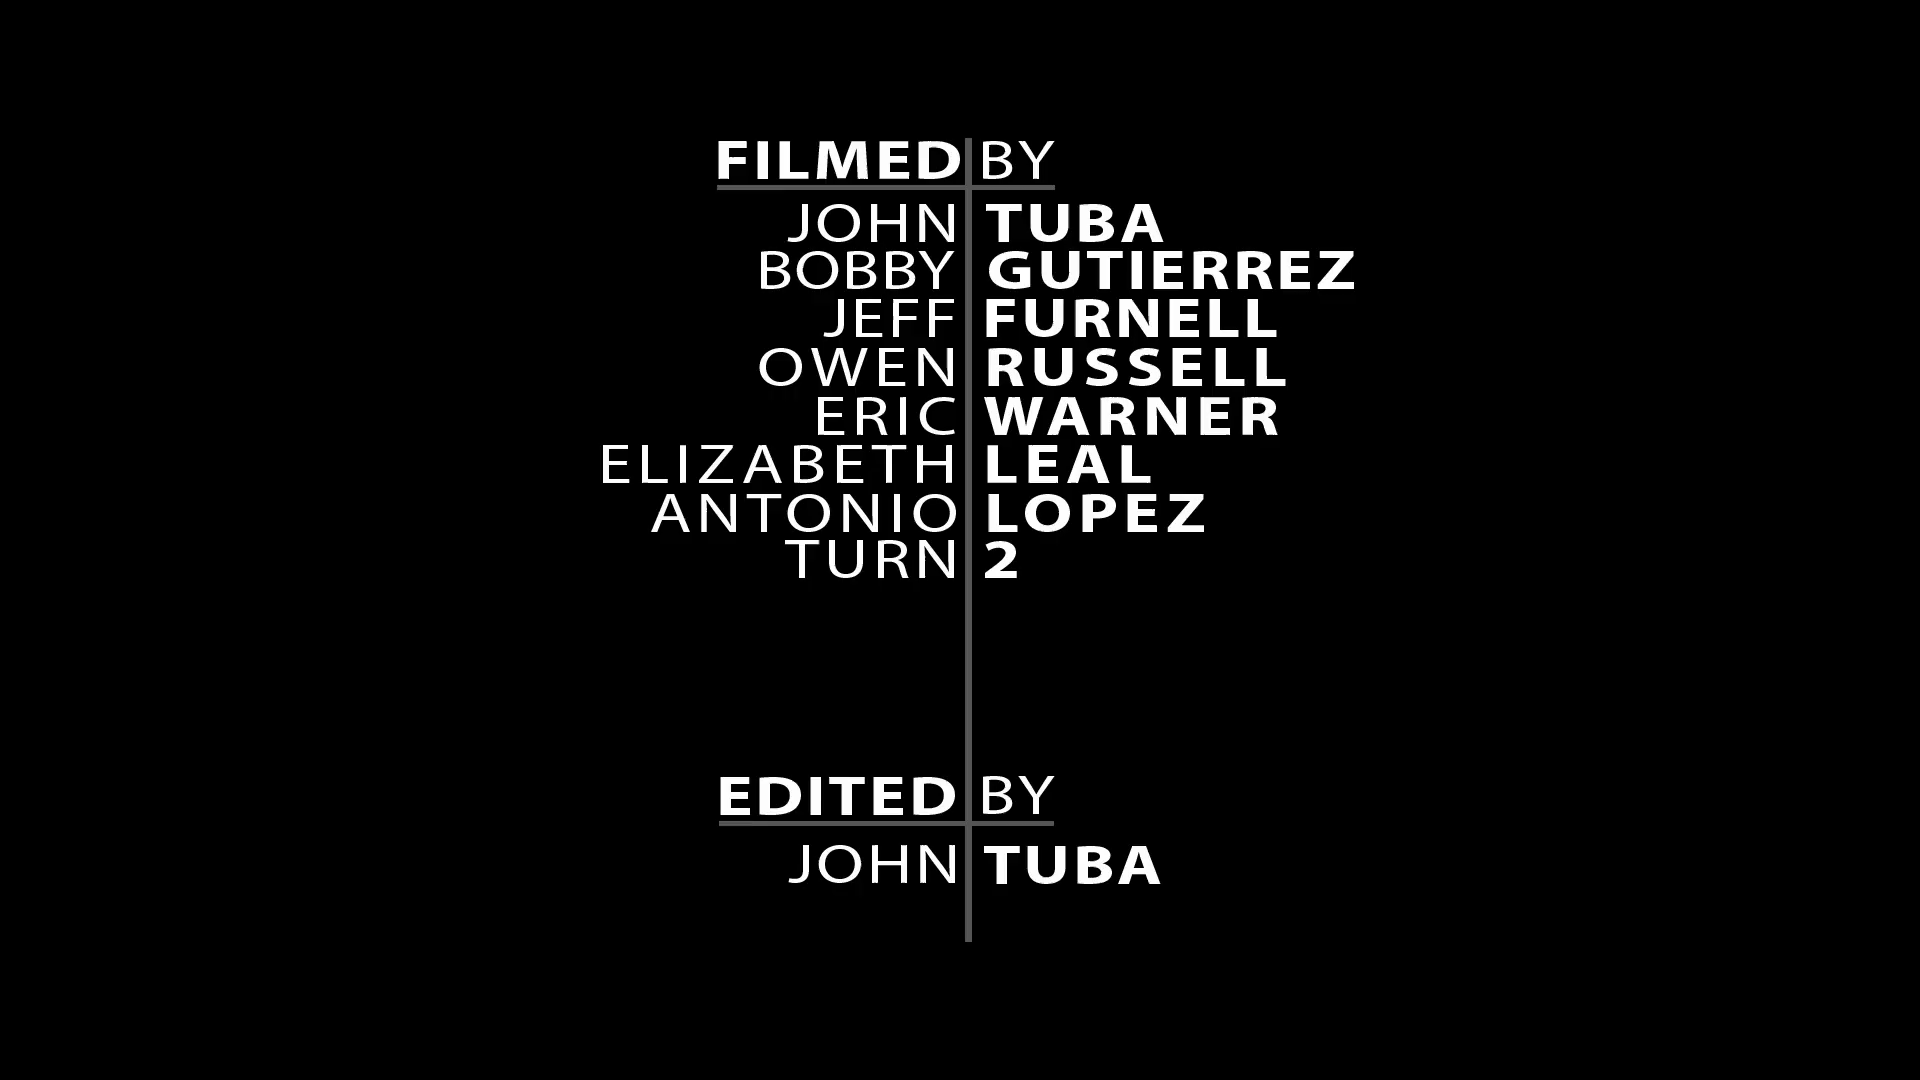 FILMED BY
JOHN TUBA
BOBBY GUTIERREZ
JEFF FURNELL
OWEN RUSSELL
ERIC WARNER
ELIZABETH LEAL
ANTONIO LOPEZ
TURN 2
EDITED BY
JOHN TUBA